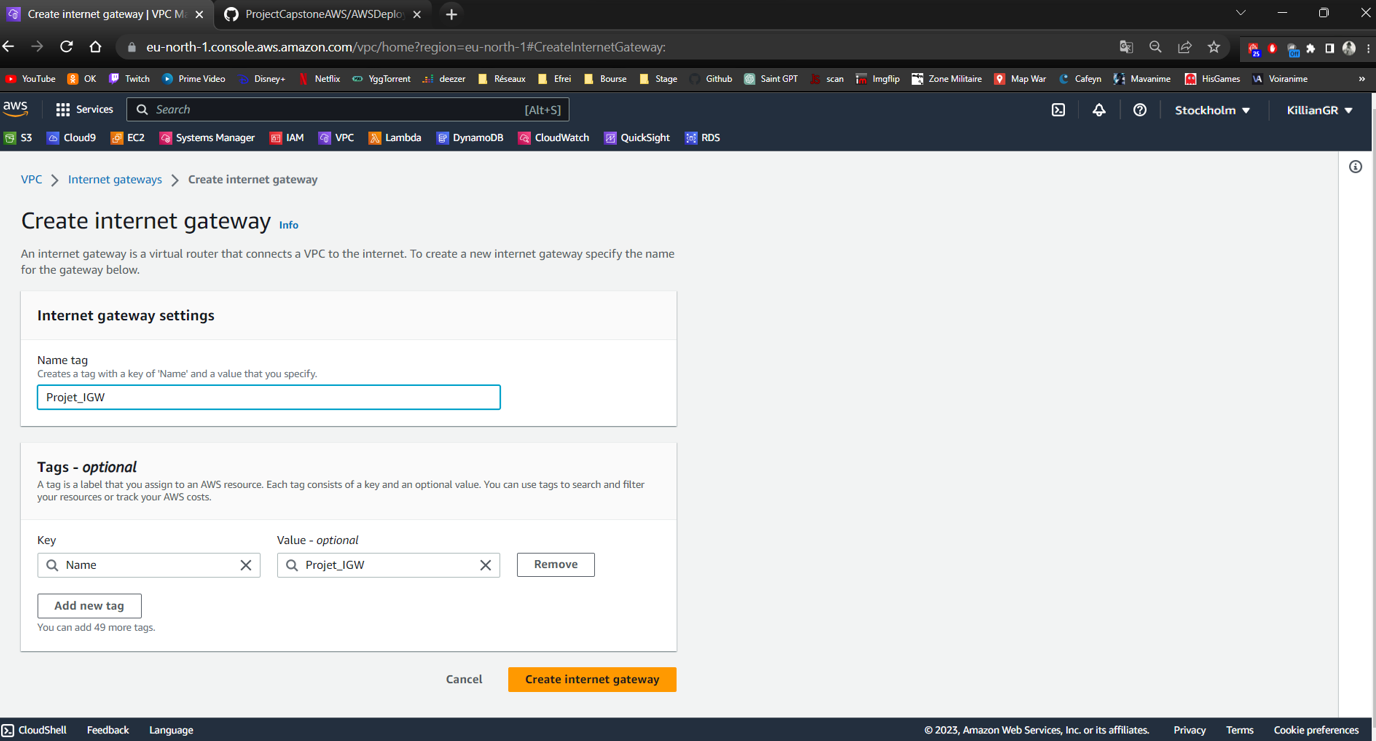 Create internet gateway | VPC Ma
ProjectCapstoneAWS/AWSDeploy
eu-north-1.console.aws.amazon.com/vpc/home?region=eu-north-1#CreateInternetGateway:
YouTube OK Twitch Prime Video Disney+ Netflix YggTorrent deezer Réseaux Efrei Bourse Stage Github Saint GPT scan Imgflip Zone Militaire Map War Cafeyn Mavanime HisGames Voiranime »
aws Services Search [Alt+S] Stockholm KillianGR
S3 Cloud9 EC2 Systems Manager IAM VPC Lambda DynamoDB CloudWatch QuickSight RDS
VPC Internet gateways Create internet gateway
Create internet gateway Info
An internet gateway is a virtual router that connects a VPC to the internet. To create a new internet gateway specify the name
for the gateway below.
Internet gateway settings
Name tag
Creates a tag with a key of 'Name' and a value that you specify.
Projet_IGW
Tags - optional
A tag is a label that you assign to an AWS resource. Each tag consists of a key and an optional value. You can use tags to search and filter
your resources or track your AWS costs.
Key Value - optional
Name Projet_IGW Remove
Add new tag
You can add 49 more tags.
Cancel Create internet gateway
CloudShell Feedback Language © 2023, Amazon Web Services, Inc. or its affiliates. Privacy Terms Cookie preferences